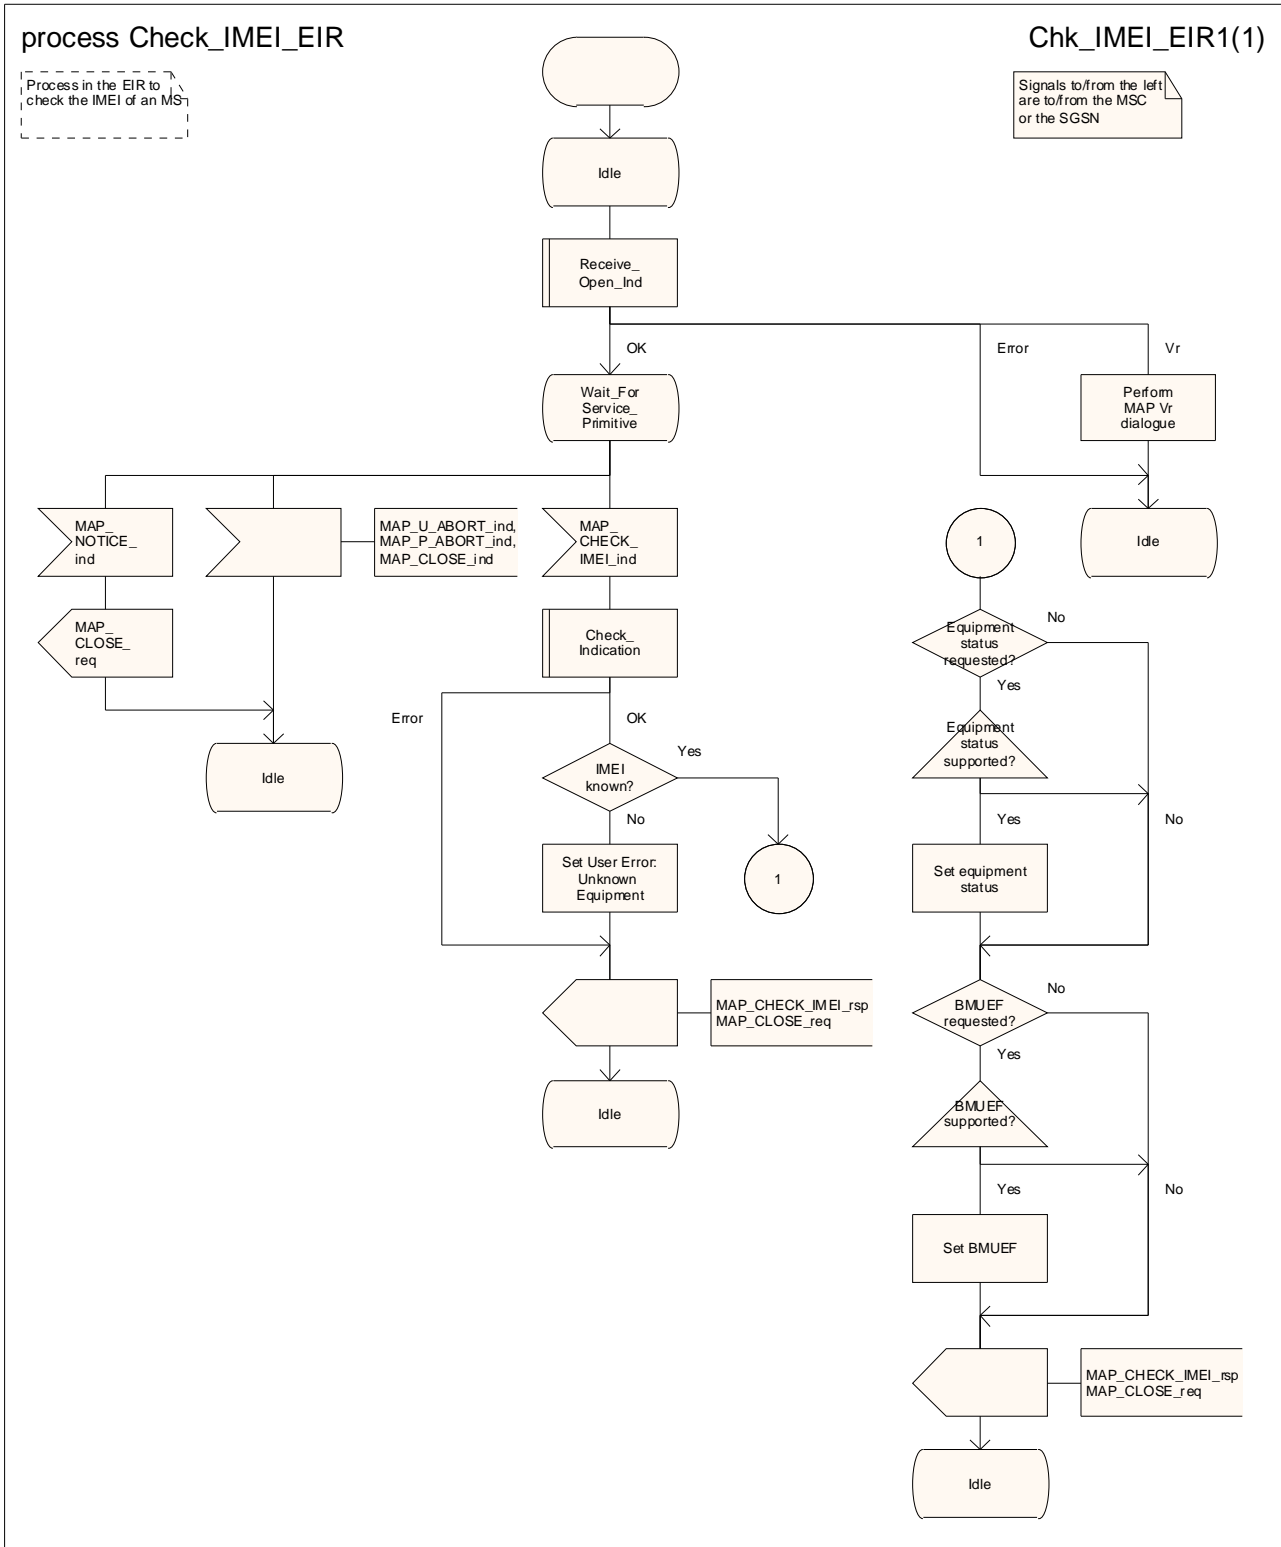 process Check_IMEI_EIR
Chk_IMEI_EIR1(1)
Process in the EIR to
check the IMEI of an MS
Signals to/from the left
are to/from the MSC
or the SGSN
Idle
Receive_
Open_Ind
OK
Error
Vr
Wait_For
Service_
Primitive
Perform
MAP Vr
dialogue
MAP_
NOTICE_
ind
MAP_U_ABORT_ind,
MAP_P_ABORT_ind,
MAP_CLOSE_ind
MAP_
CHECK_
IMEI_ind
1
Idle
MAP_
CLOSE_
req
Check_
Indication
Equipment
status
requested?
No
Yes
Error
OK
Equipment
status
supported?
Idle
IMEI
known?
Yes
No
Yes
No
Set User Error:
Unknown
Equipment
1
Set equipment
status
MAP_CHECK_IMEI_rsp
MAP_CLOSE_req
BMUEF
requested?
No
Yes
Idle
BMUEF
supported?
Yes
No
Set BMUEF
MAP_CHECK_IMEI_rsp
MAP_CLOSE_req
Idle